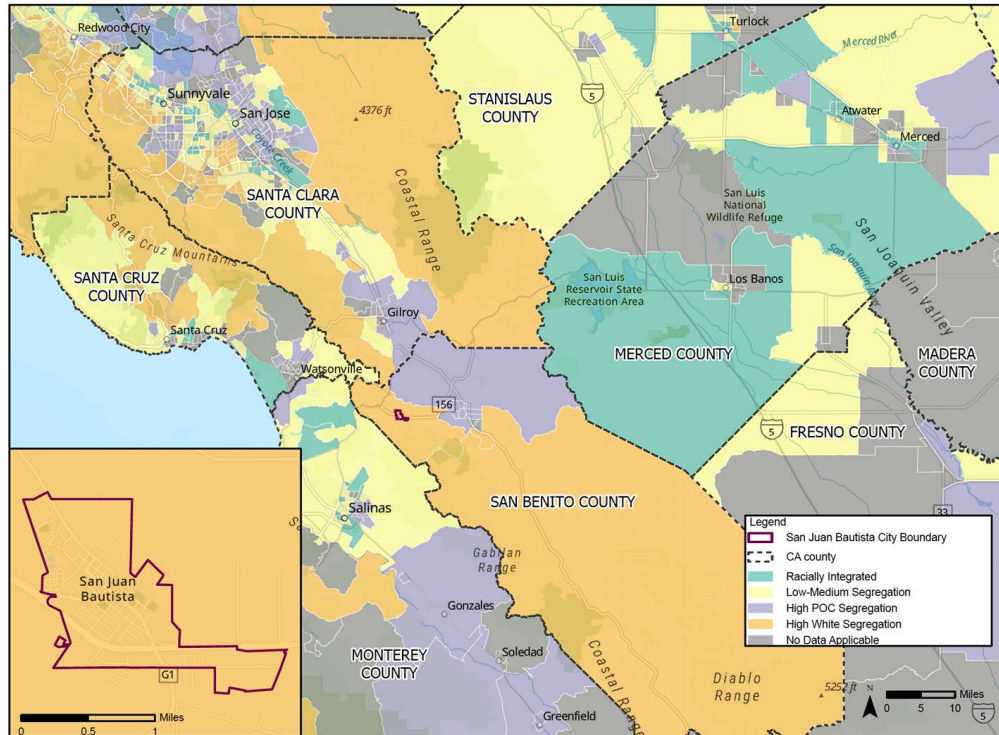 Redwood City
Sunnyvale
San Jose
Coyote Creek
4376 ft
STANISLAUS
COUNTY
5
Turlock
Merced River
Atwater
Merced
SANTA CLARA
COUNTY
Coastal Range
Santa Cruz Mountains
SANTA CRUZ
COUNTY
Santa Cruz
Gilroy
Watsonville
San Luis
National
Wildlife Refuge
San Luis
Reservoir State
Recreation Area
Los Banos
San Joaquin Valley
MERCED COUNTY
MADERA
COUNTY
156
5
FRESNO COUNTY
SAN BENITO COUNTY
Salinas
33
Gabilan
Range
Gonzales
Soledad
MONTEREY
COUNTY
Greenfield
Coastal Range
Diablo
Range
5252 ft
San Juan
Bautista
G1
Miles
0 0.5 1
Legend
San Juan Bautista City Boundary
CA county
Racially Integrated
Low-Medium Segregation
High POC Segregation
High White Segregation
No Data Applicable
N
Miles
0 5 10
5